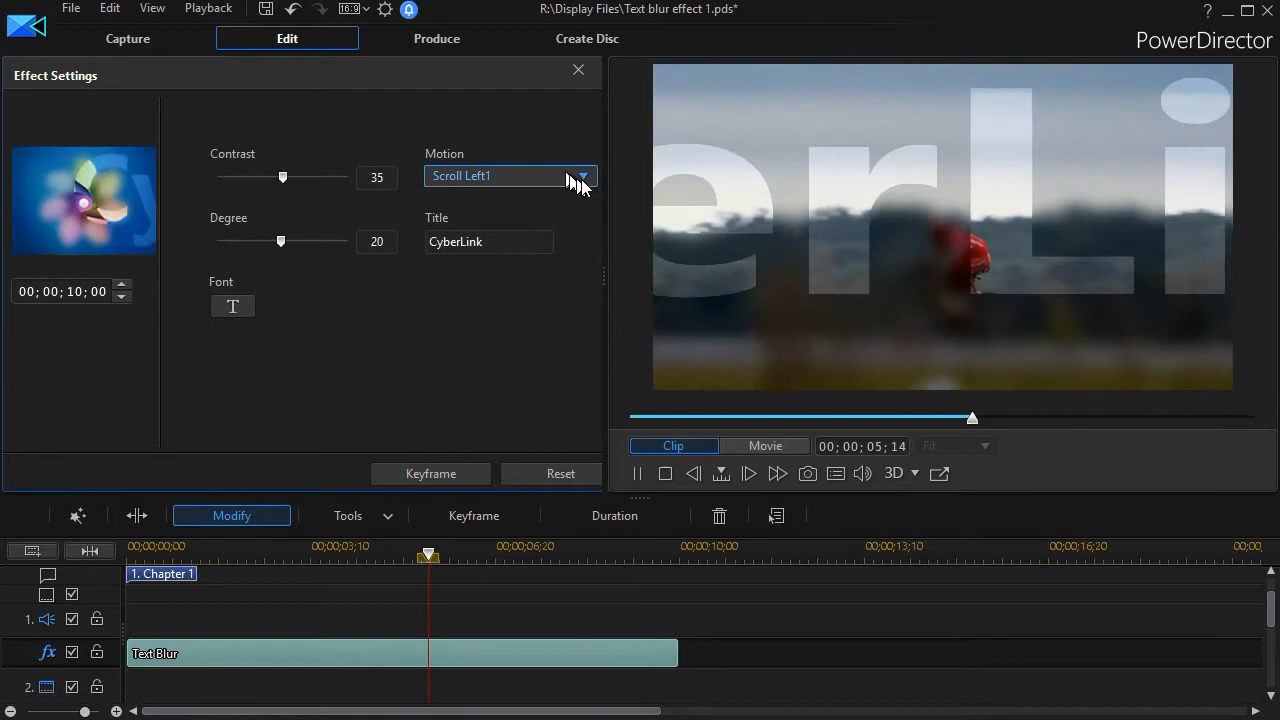 File Edit View Playback 16:9 R:\Display Files\Text blur effect 1.pds* ?
Capture Edit Produce Create Disc PowerDirector
Effect Settings
Contrast
35
Degree
20
Font
T
Motion
Scroll Left1
Title
CyberLink
00; 00; 10; 00
Keyframe Reset
erLi
Clip Movie 00; 00; 05; 14 Fit
3D
Modify Tools Keyframe Duration
00;00;00;00 00;00;03;10 00;00;06;20 00;00;10;00 00;00;13;10 00;00;16;20 00;00;
1. Chapter 1
1.
fx Text Blur
2.